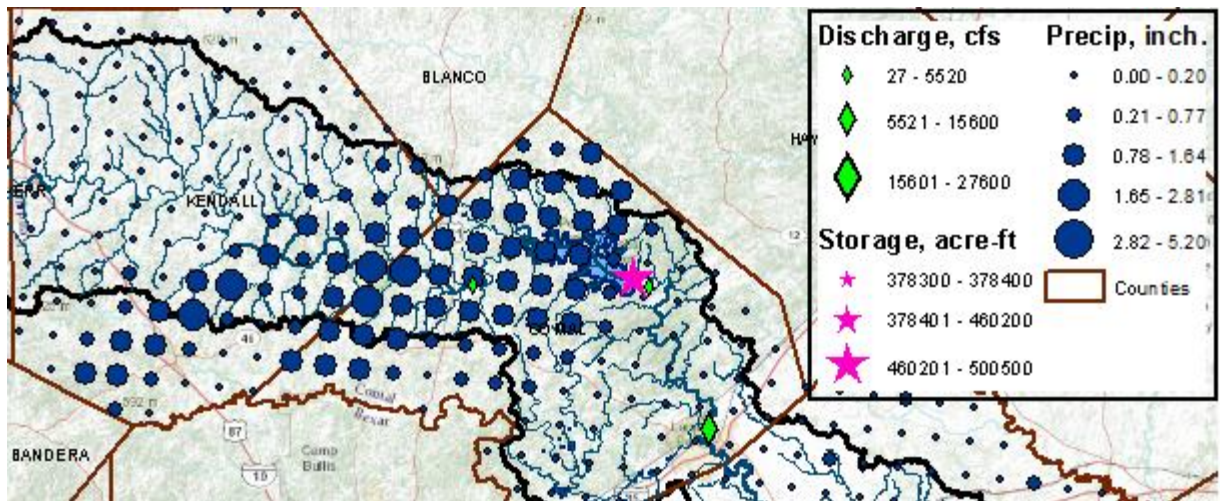 BLANCO
KENDALL
BANDERA
Comal
Bexar
Camp
Bullis
592 m
46
87
10
12
Discharge, cfs
27 - 5520
5521 - 15600
15601 - 27600
Storage, acre-ft
378300 - 378400
378401 - 460200
460201 - 500500
Precip, inch.
0.00 - 0.20
0.21 - 0.77
0.78 - 1.64
1.65 - 2.81
2.82 - 5.20
Counties